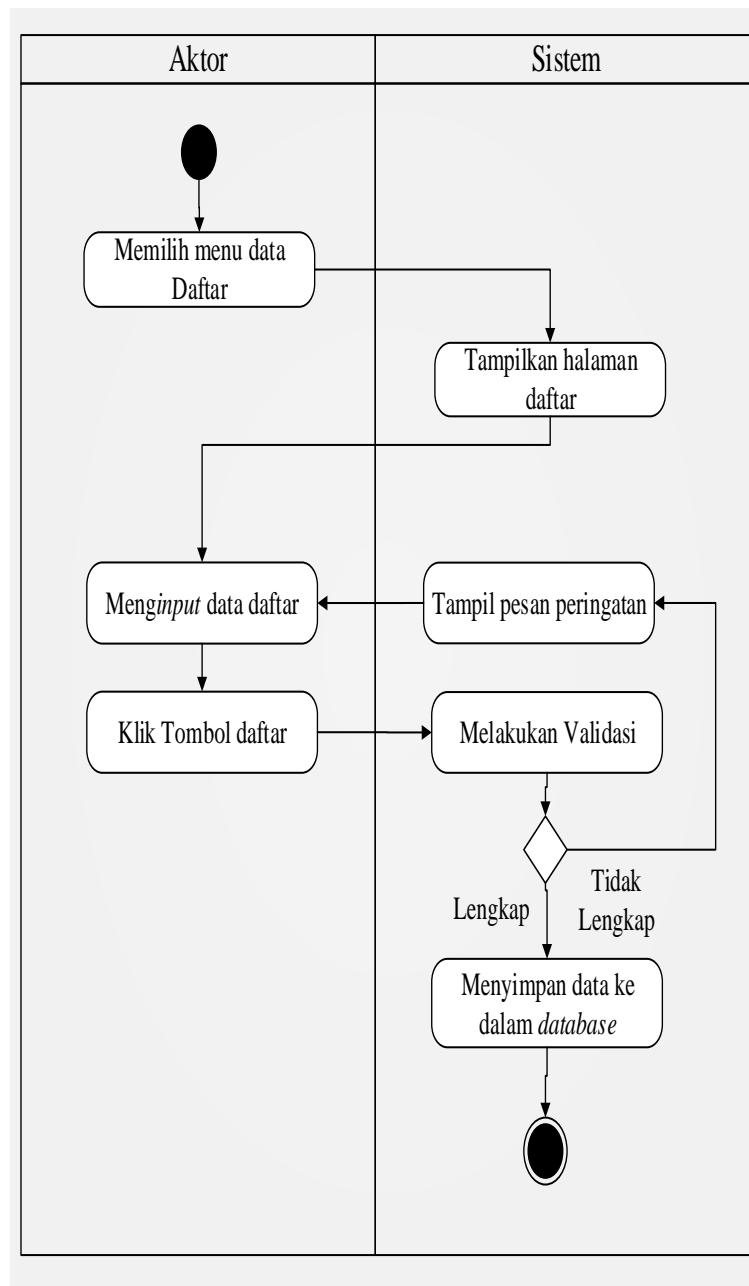 Aktor
Sistem
Memilih menu data
Daftar
Tampilkan halaman
daftar
Menginput data daftar
Tampil pesan peringatan
Klik Tombol daftar
Melakukan Validasi
Lengkap
Tidak
Lengkap
Menyimpan data ke
dalam database